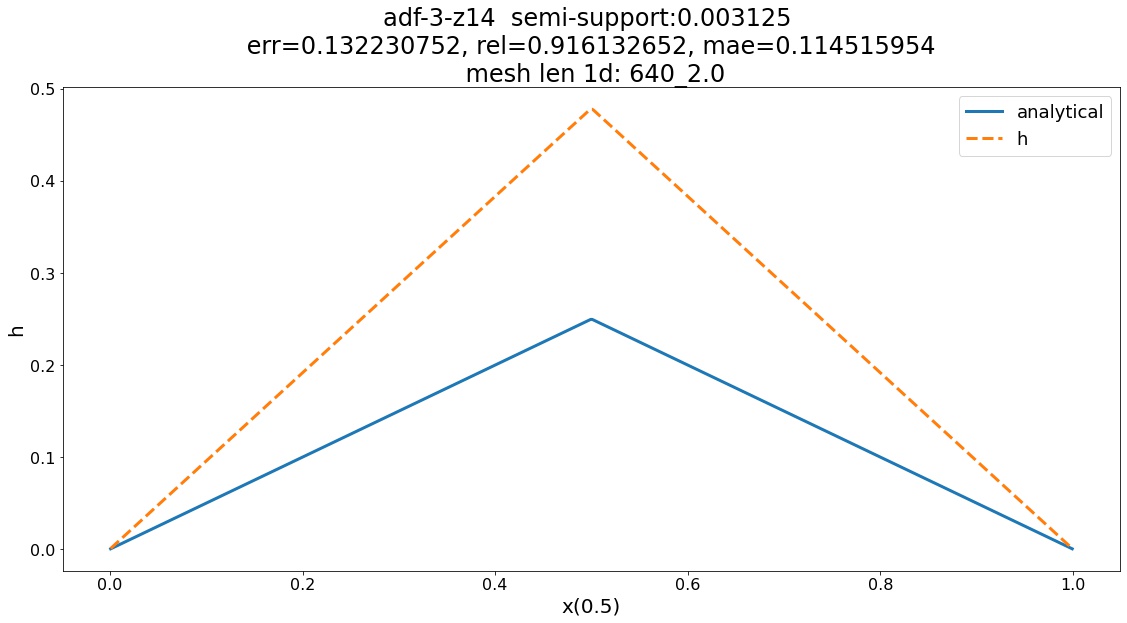 adf-3-z14  semi-support:0.003125
err=0.132230752, rel=0.916132652, mae=0.114515954
mesh len 1d: 640_2.0
analytical
h
h
0.5
0.4
0.3
0.2
0.1
0.0
0.0 0.2 0.4 0.6 0.8 1.0
x(0.5)